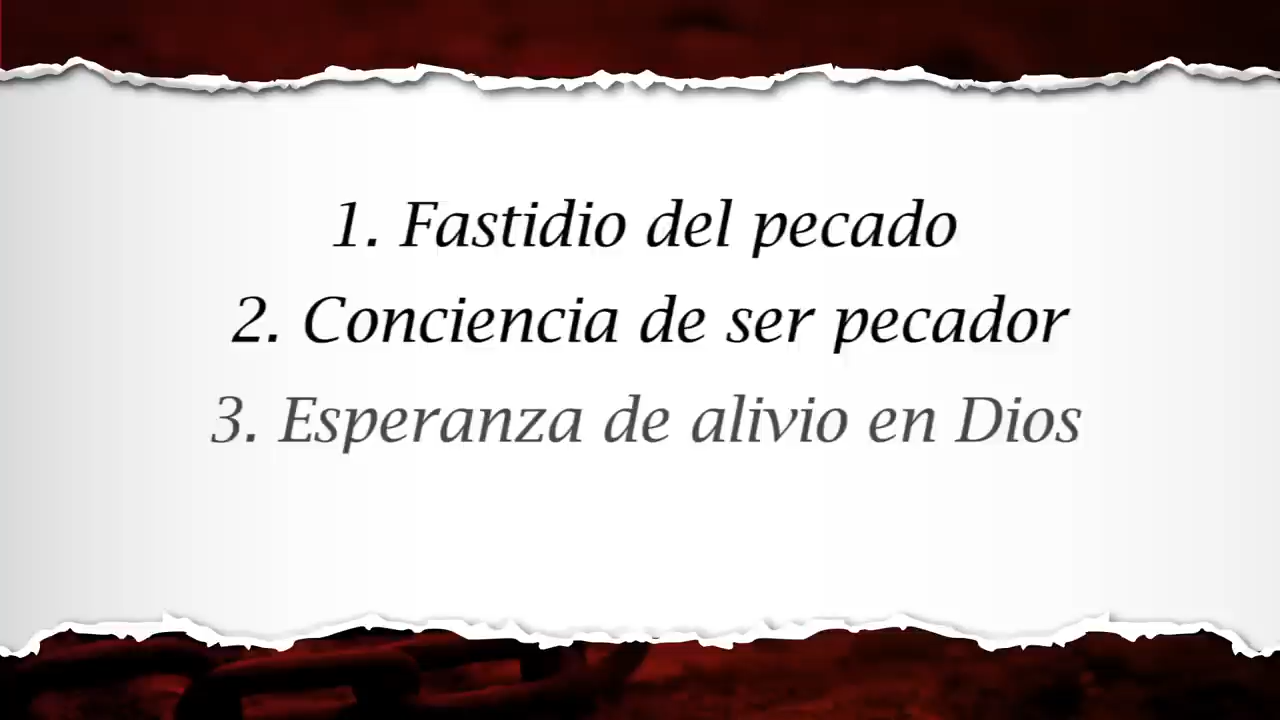 1. Fastidio del pecado
2. Conciencia de ser pecador
3. Esperanza de alivio en Dios